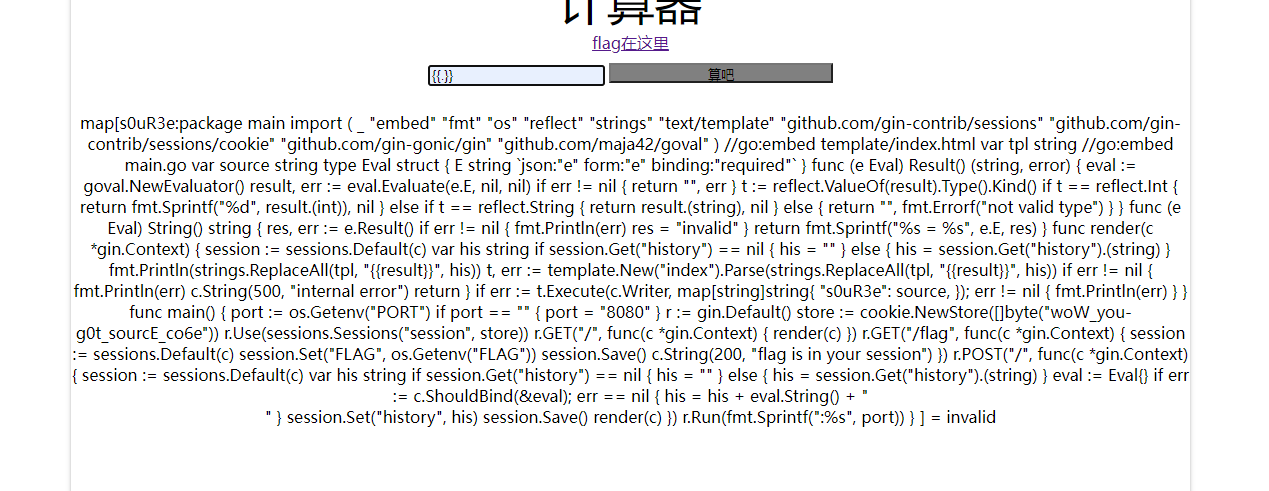 计算器
flag在这里
{{.}} 算吧
map[s0uR3e:package main import ( _ "embed" "fmt" "os" "reflect" "strings" "text/template" "github.com/gin-contrib/sessions" "github.com/gin-
contrib/sessions/cookie" "github.com/gin-gonic/gin" "github.com/maja42/goval" ) //go:embed template/index.html var tpl string //go:embed
main.go var source string type Eval struct { E string `json:"e" form:"e" binding:"required"` } func (e Eval) Result() (string, error) { eval :=
goval.NewEvaluator() result, err := eval.Evaluate(e.E, nil, nil) if err != nil { return "", err } t := reflect.ValueOf(result).Type().Kind() if t == reflect.Int {
return fmt.Sprintf("%d", result.(int)), nil } else if t == reflect.String { return result.(string), nil } else { return "", fmt.Errorf("not valid type") } } func (e
Eval) String() string { res, err := e.Result() if err != nil { fmt.Println(err) res = "invalid" } return fmt.Sprintf("%s = %s", e.E, res) } func render(c
*gin.Context) { session := sessions.Default(c) var his string if session.Get("history") == nil { his = "" } else { his = session.Get("history").(string) }
fmt.Println(strings.ReplaceAll(tpl, "{{result}}", his)) t, err := template.New("index").Parse(strings.ReplaceAll(tpl, "{{result}}", his)) if err != nil {
fmt.Println(err) c.String(500, "internal error") return } if err := t.Execute(c.Writer, map[string]string{ "s0uR3e": source, }); err != nil { fmt.Println(err) } }
func main() { port := os.Getenv("PORT") if port == "" { port = "8080" } r := gin.Default() store := cookie.NewStore([]byte("woW_you-
g0t_sourcE_co6e")) r.Use(sessions.Sessions("session", store)) r.GET("/", func(c *gin.Context) { render(c) }) r.GET("/flag", func(c *gin.Context) { session
:= sessions.Default(c) session.Set("FLAG", os.Getenv("FLAG")) session.Save() c.String(200, "flag is in your session") }) r.POST("/", func(c *gin.Context)
{ session := sessions.Default(c) var his string if session.Get("history") == nil { his = "" } else { his = session.Get("history").(string) } eval := Eval{} if err
:= c.ShouldBind(&eval); err == nil { his = his + eval.String() + "
" } session.Set("history", his) session.Save() render(c) }) r.Run(fmt.Sprintf(":%s", port)) } ] = invalid